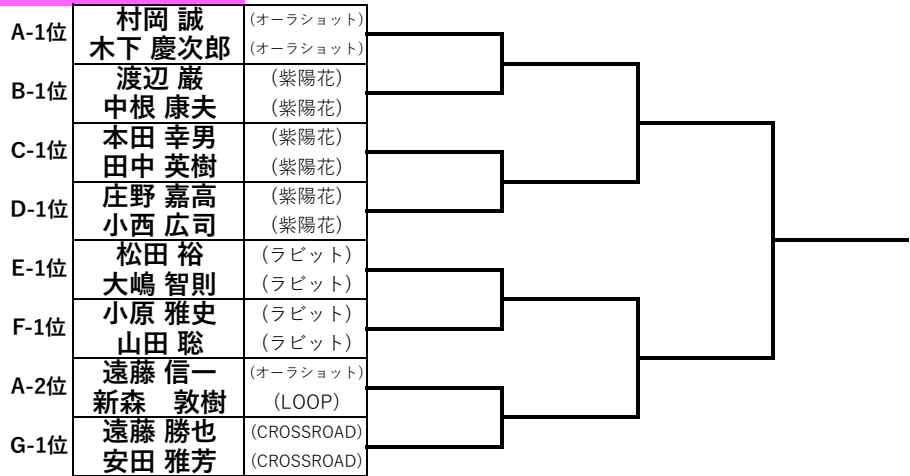 A-1位 村岡 誠 (オーラショット)
木下 慶次郎 (オーラショット)
B-1位 渡辺 巌 (紫陽花)
中根 康夫 (紫陽花)
C-1位 本田 幸男 (紫陽花)
田中 英樹 (紫陽花)
D-1位 庄野 嘉高 (紫陽花)
小西 広司 (紫陽花)
E-1位 松田 裕 (ラビット)
大嶋 智則 (ラビット)
F-1位 小原 雅史 (ラビット)
山田 聡 (ラビット)
A-2位 遠藤 信一 (オーラショット)
新森　敦樹 (LOOP)
G-1位 遠藤 勝也 (CROSSROAD)
安田 雅芳 (CROSSROAD)